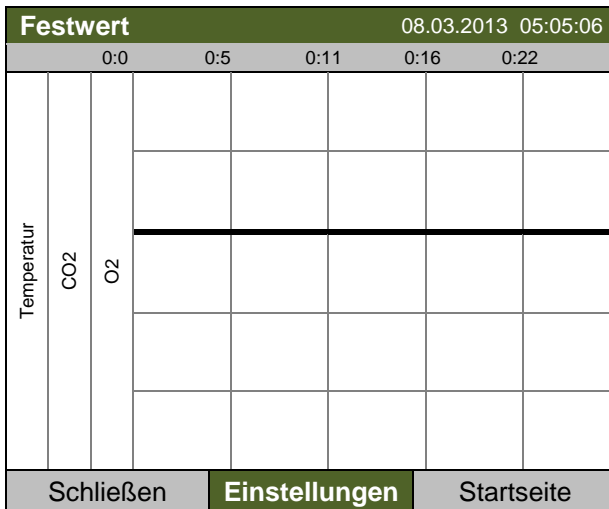 Festwert 08.03.2013 05:05:06
0:0 0:5 0:11 0:16 0:22
Temperatur
CO2
O2
Schließen Einstellungen Startseite